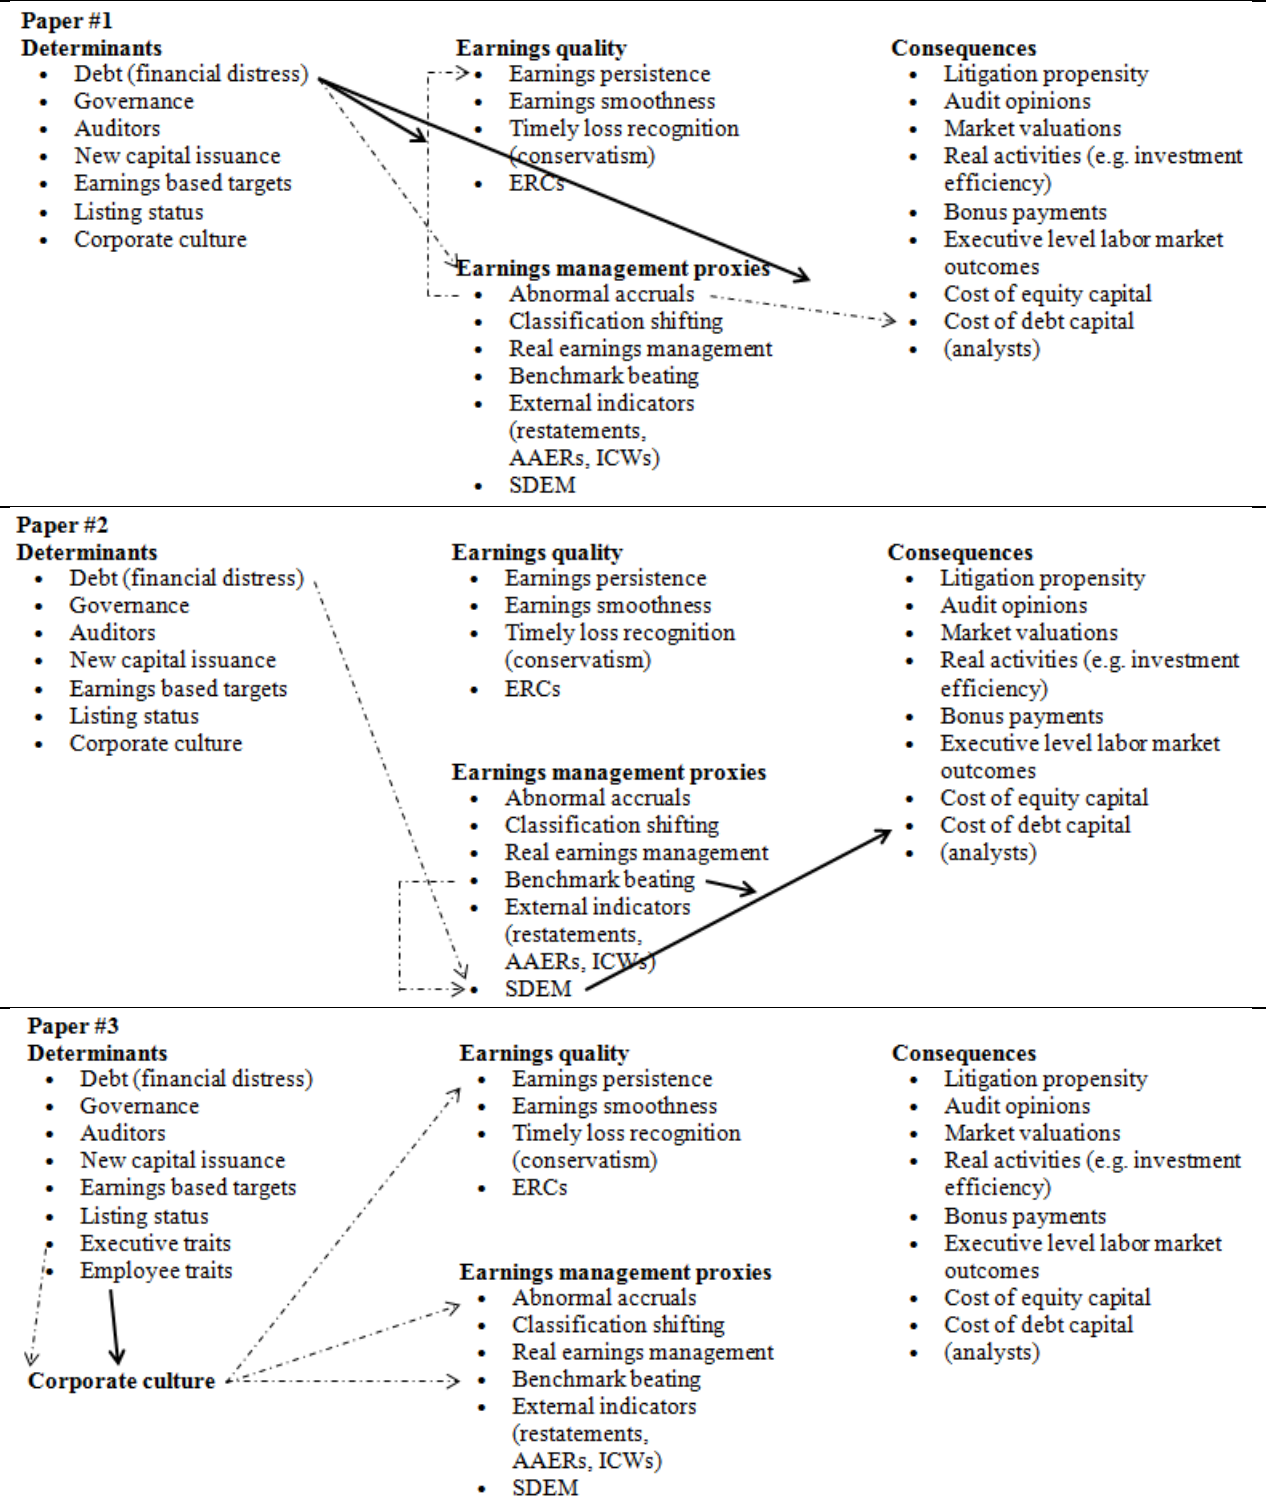 Paper #1
Determinants
• Debt (financial distress)
• Governance
• Auditors
• New capital issuance
• Earnings based targets
• Listing status
• Corporate culture
Earnings quality
• Earnings persistence
• Earnings smoothness
• Timely loss recognition
(conservatism)
• ERCs
Earnings management proxies
• Abnormal accruals
• Classification shifting
• Real earnings management
• Benchmark beating
• External indicators
(restatements,
AAERs, ICWs)
• SDEM
Consequences
• Litigation propensity
• Audit opinions
• Market valuations
• Real activities (e.g. investment
efficiency)
• Bonus payments
• Executive level labor market
outcomes
• Cost of equity capital
• Cost of debt capital
• (analysts)
Paper #2
Determinants
• Debt (financial distress)
• Governance
• Auditors
• New capital issuance
• Earnings based targets
• Listing status
• Corporate culture
Earnings quality
• Earnings persistence
• Earnings smoothness
• Timely loss recognition
(conservatism)
• ERCs
Earnings management proxies
• Abnormal accruals
• Classification shifting
• Real earnings management
• Benchmark beating
• External indicators
(restatements,
AAERs, ICWs)
• SDEM
Consequences
• Litigation propensity
• Audit opinions
• Market valuations
• Real activities (e.g. investment
efficiency)
• Bonus payments
• Executive level labor market
outcomes
• Cost of equity capital
• Cost of debt capital
• (analysts)
Paper #3
Determinants
• Debt (financial distress)
• Governance
• Auditors
• New capital issuance
• Earnings based targets
• Listing status
• Executive traits
• Employee traits
Corporate culture
Earnings quality
• Earnings persistence
• Earnings smoothness
• Timely loss recognition
(conservatism)
• ERCs
Earnings management proxies
• Abnormal accruals
• Classification shifting
• Real earnings management
• Benchmark beating
• External indicators
(restatements,
AAERs, ICWs)
• SDEM
Consequences
• Litigation propensity
• Audit opinions
• Market valuations
• Real activities (e.g. investment
efficiency)
• Bonus payments
• Executive level labor market
outcomes
• Cost of equity capital
• Cost of debt capital
• (analysts)